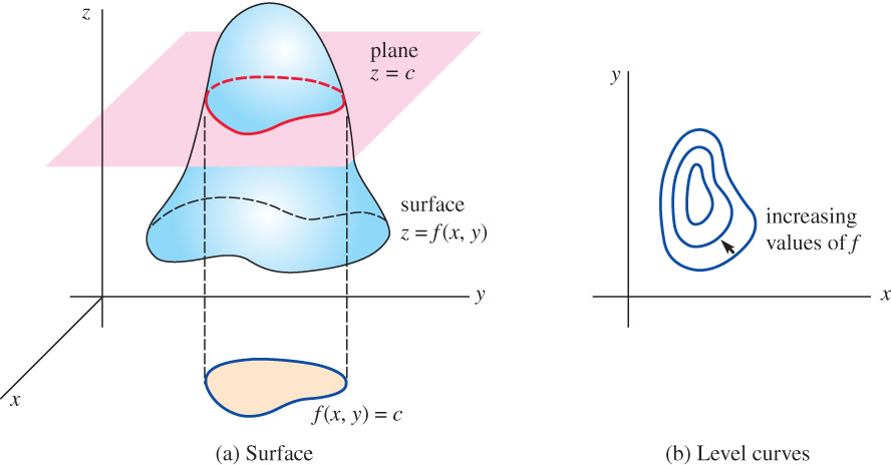 z
plane
z = c
surface
z = f(x, y)
y
x
f(x, y) = c
(a) Surface
y
increasing
values of f
x
(b) Level curves